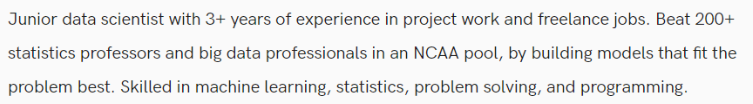 Junior data scientist with 3+ years of experience in project work and freelance jobs. Beat 200+
statistics professors and big data professionals in an NCAA pool, by building models that fit the
problem best. Skilled in machine learning, statistics, problem solving, and programming.